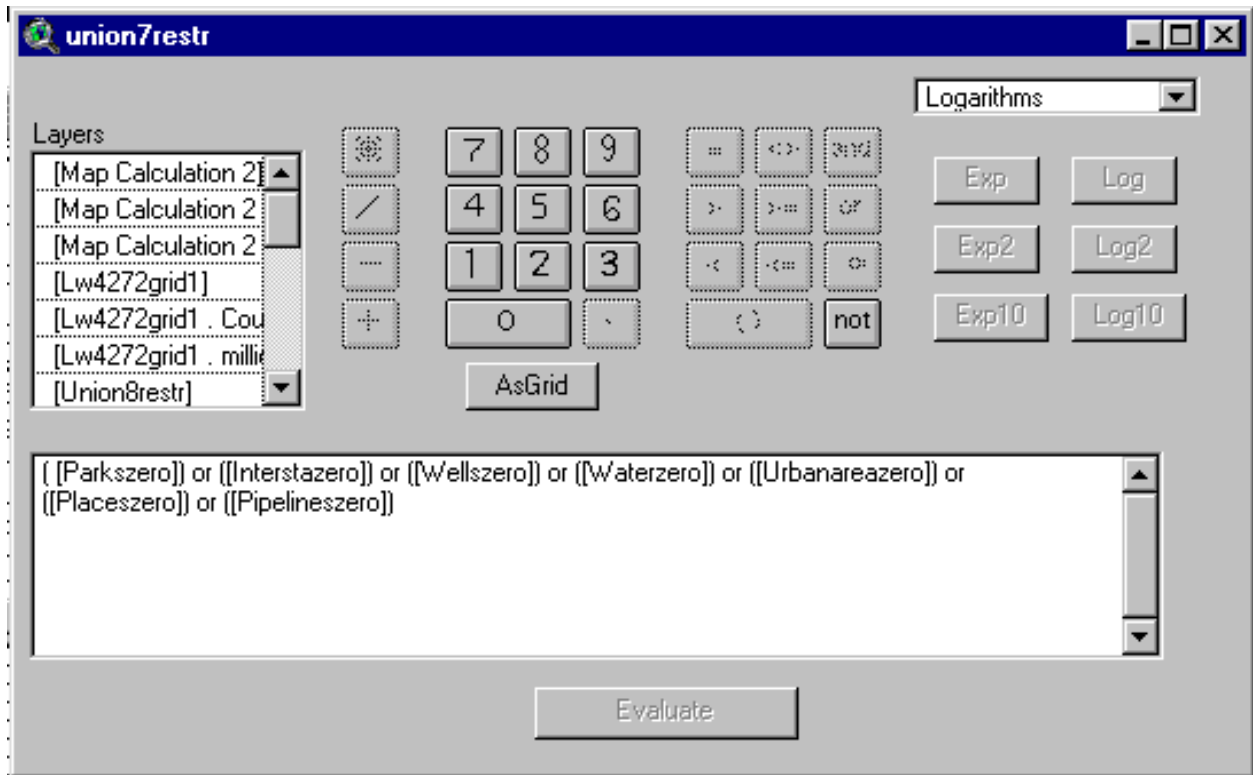 union7restr
Logarithms
Layers
[Map Calculation 2]
[Map Calculation 2
[Map Calculation 2
[Lw4272grid1]
[Lw4272grid1 . Cou
[Lw4272grid1 . milli
[Union8restr]
7 8 9 = <> and
4 5 6 > >= or
1 2 3 < <=
0 . ( ) not
* / - +
AsGrid
Exp Log
Exp2 Log2
Exp10 Log10
( [Parkszero]) or ([Interstazero]) or ([Wellszero]) or ([Waterzero]) or ([Urbanareazero]) or
([Placeszero]) or ([Pipelineszero])
Evaluate